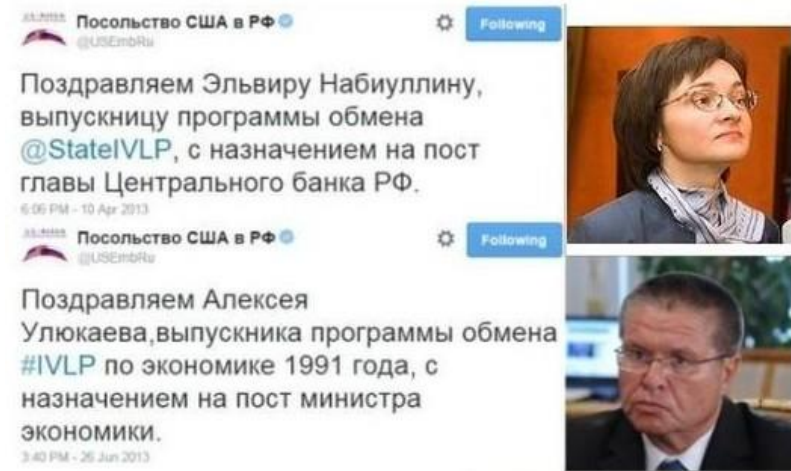 Посольство США в РФ
@USEmbRu
Following
Поздравляем Эльвиру Набиуллину,
выпускницу программы обмена
@StateIVLP, с назначением на пост
главы Центрального банка РФ.
6:06 PM - 10 Apr 2013
Посольство США в РФ
@USEmbRu
Following
Поздравляем Алексея
Улюкаева,выпускника программы обмена
#IVLP по экономике 1991 года, с
назначением на пост министра
экономики.
3:40 PM - 26 Jun 2013